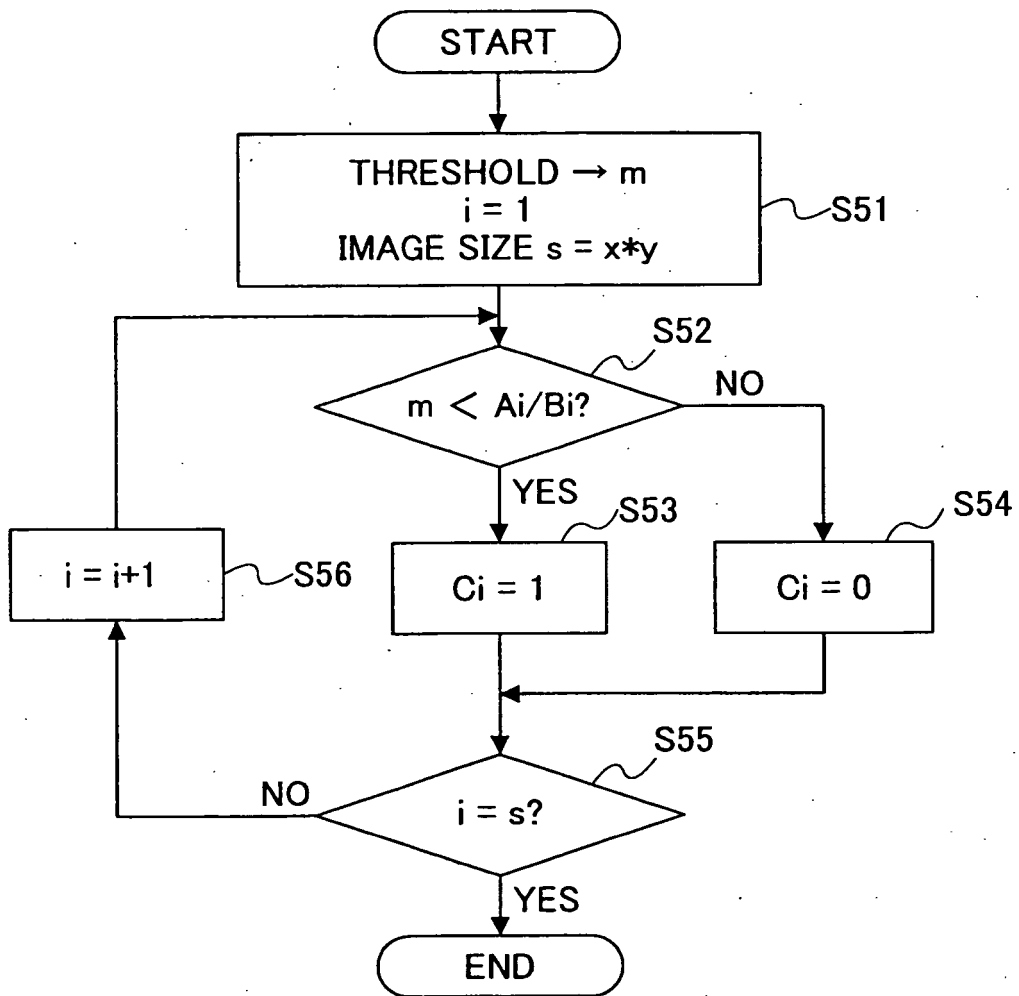 START
THRESHOLD → m
i = 1
IMAGE SIZE s = x*y
S51
S52
m < Ai/Bi?
NO
YES
S53
S54
Ci = 1
Ci = 0
i = i+1
S56
S55
i = s?
NO
YES
END